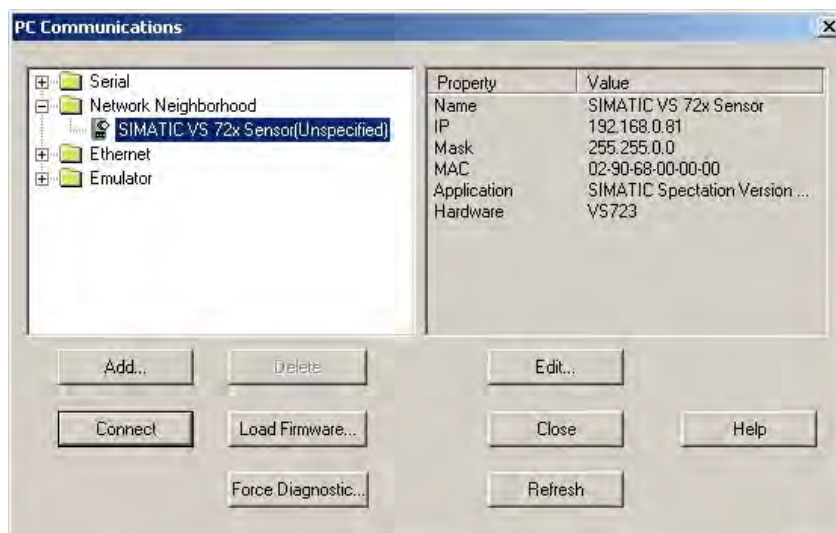 PC Communications
Serial
Network Neighborhood
SIMATIC VS 72x Sensor(Unspecified)
Ethernet
Emulator
Property Value
Name SIMATIC VS 72x Sensor
IP 192.168.0.81
Mask 255.255.0.0
MAC 02-90-68-00-00-00
Application SIMATIC Spectation Version ...
Hardware VS723
Add... Delete Edit...
Connect Load Firmware... Close Help
Force Diagnostic... Refresh